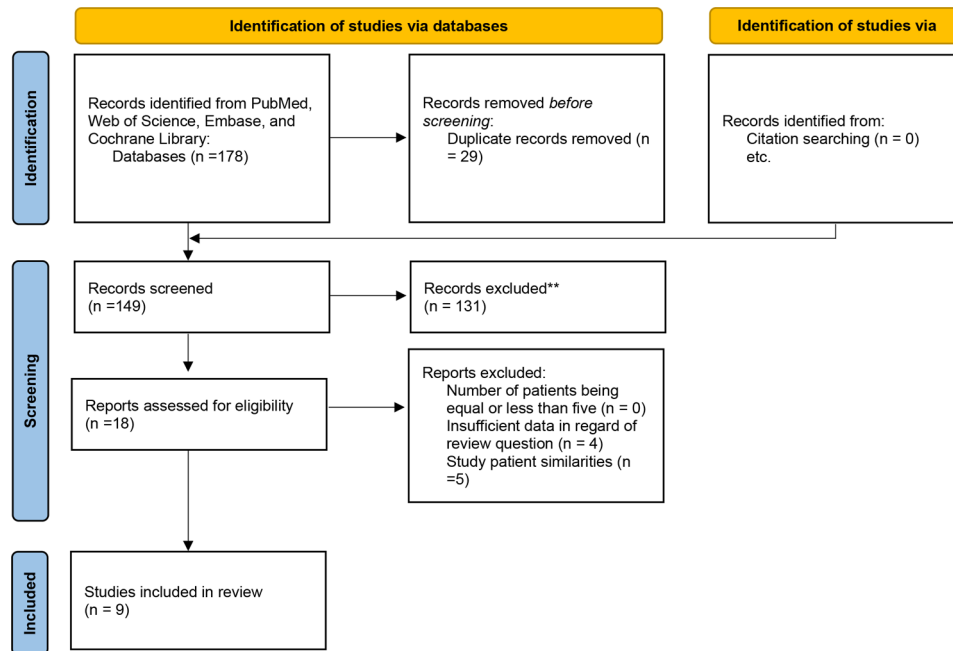 Identification of studies via databases
Identification of studies via
Identification
Records identified from PubMed,
Web of Science, Embase, and
Cochrane Library:
Databases (n =178)
Records removed before
screening:
Duplicate records removed (n
= 29)
Records identified from:
Citation searching (n = 0)
etc.
Screening
Records screened
(n =149)
Records excluded**
(n = 131)
Reports assessed for eligibility
(n =18)
Reports excluded:
Number of patients being
equal or less than five (n = 0)
Insufficient data in regard of
review question (n = 4)
Study patient similarities (n
=5)
Included
Studies included in review
(n = 9)